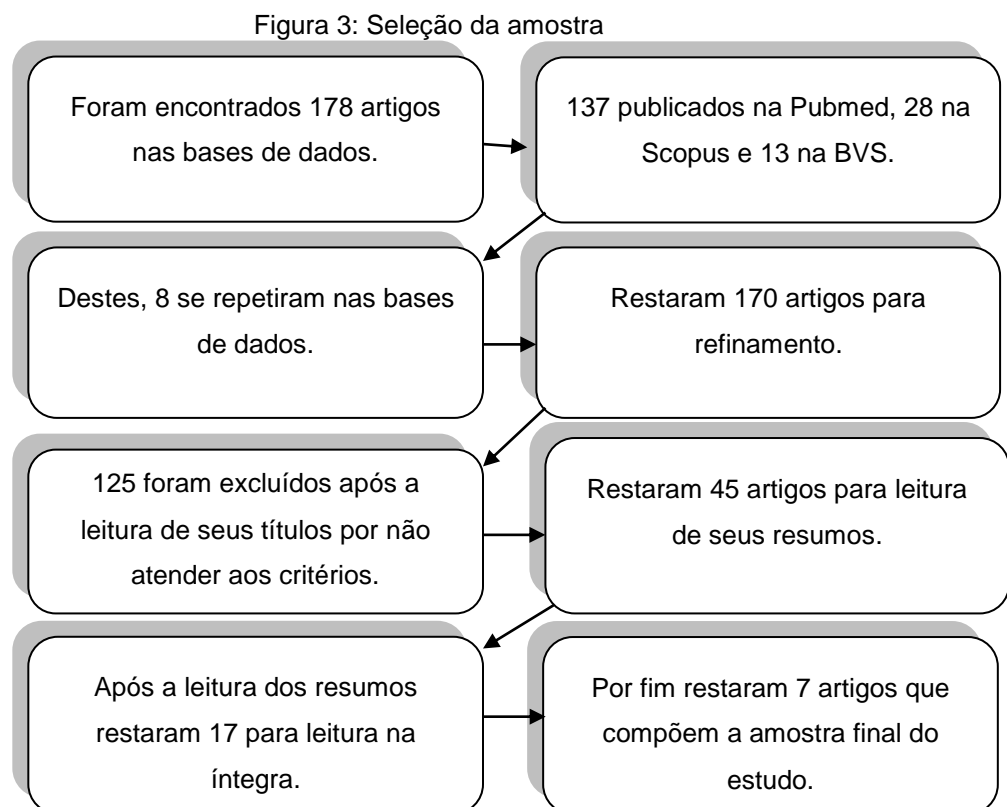 Figura 3: Seleção da amostra
Foram encontrados 178 artigos
nas bases de dados.
137 publicados na Pubmed, 28 na
Scopus e 13 na BVS.
Destes, 8 se repetiram nas bases
de dados.
Restaram 170 artigos para
refinamento.
125 foram excluídos após a
leitura de seus títulos por não
atender aos critérios.
Restaram 45 artigos para leitura
de seus resumos.
Após a leitura dos resumos
restaram 17 para leitura na
íntegra.
Por fim restaram 7 artigos que
compõem a amostra final do
estudo.